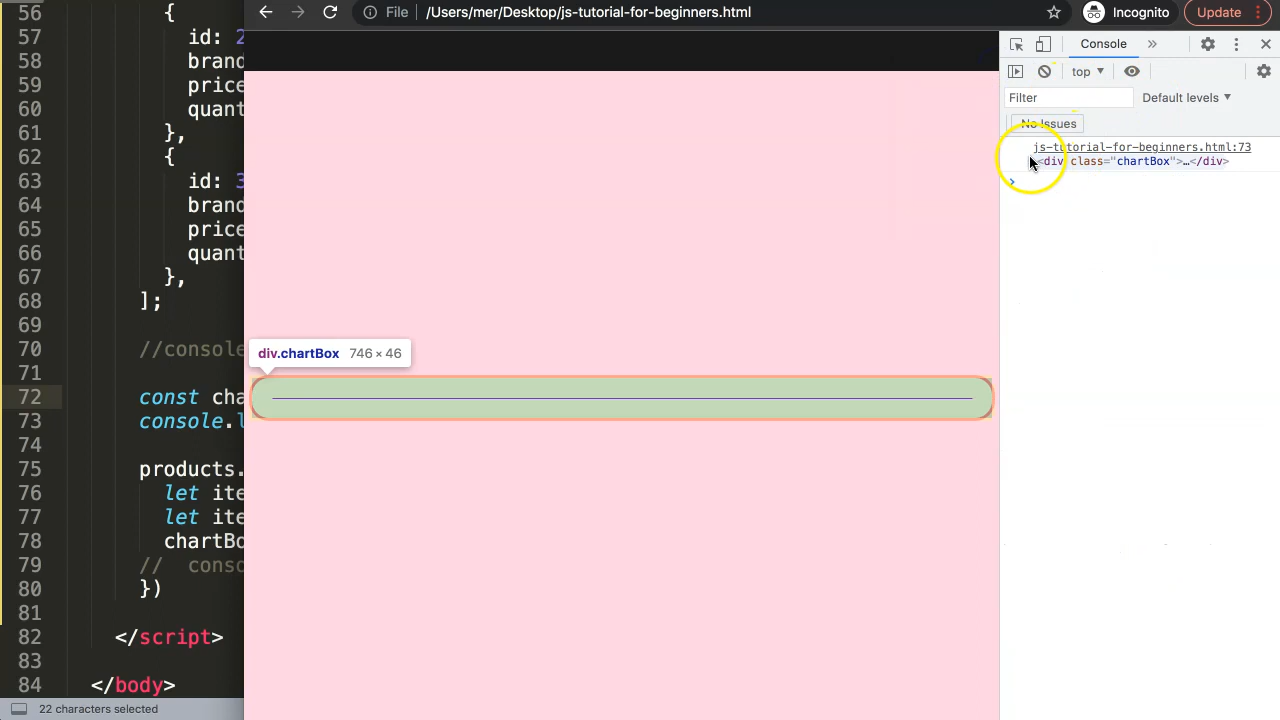 File /Users/mer/Desktop/js-tutorial-for-beginners.html Incognito Update
Console
top
Filter Default levels
No Issues
js-tutorial-for-beginners.html:73
<div class="chartBox">…</div>
56 {
57 id: 2
58 brand
59 price
60 quant
61 },
62 {
63 id: 3
64 brand
65 price
66 quant
67 },
68 ];
69
70 //console
71
72 const cha
73 console.l
74
75 products.
76 let ite
77 let ite
78 chartBo
79 // conso
80 })
81
82 </script>
83
84 </body>
div.chartBox 746 × 46
22 characters selected